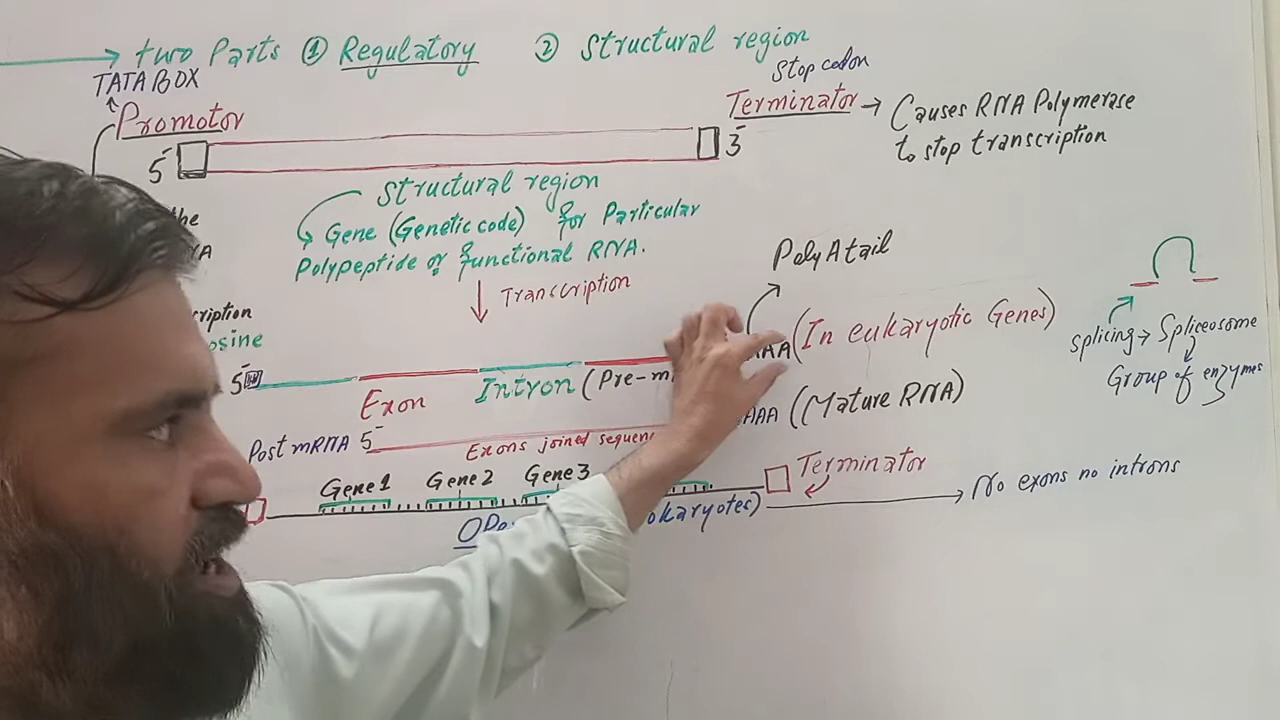 two Parts ① Regulatory ② Structural region
TATA BOX
Stop codon
Promotor
Terminator → Causes RNA Polymerase
to stop transcription
5⁻
3⁻
Structural region
the
Gene (Genetic code) for Particular
Polypeptide or functional RNA.
Poly A tail
Transcription
ription
osine
AAA (In eukaryotic Genes)
Splicing → Spliceosome
Group of enzymes
5⁻
Exon
Intron (Pre-m
AAA (Mature RNA)
Post mRNA 5⁻
Exons joined sequen
Gene 1 Gene 2 Gene 3
Terminator
OPe
okaryotes)
No exons no introns